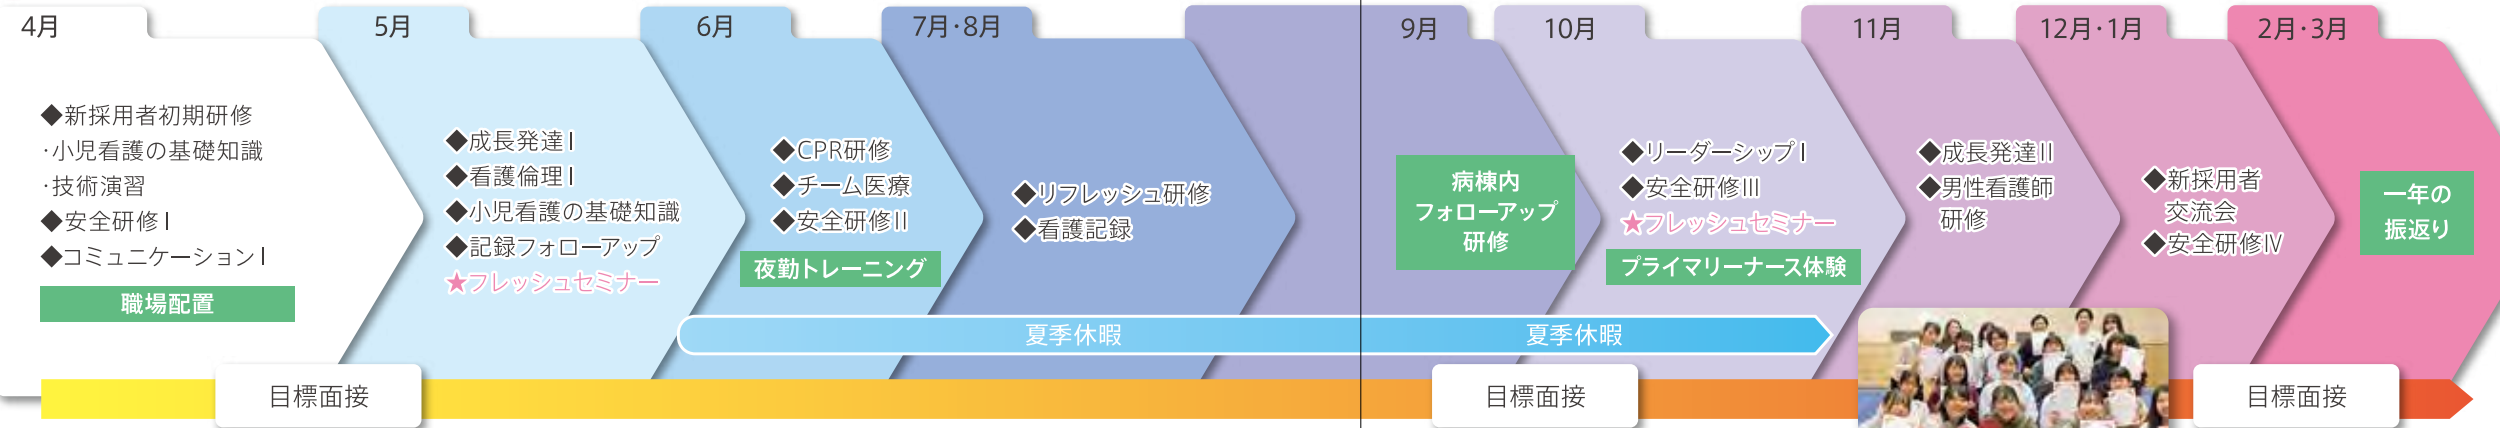 4月
◆新採用者初期研修
・小児看護の基礎知識
・技術演習
◆安全研修Ⅰ
◆コミュニケーションⅠ
職場配置
5月
◆成長発達Ⅰ
◆看護倫理Ⅰ
◆小児看護の基礎知識
◆記録フォローアップ
★フレッシュセミナー
6月
◆CPR研修
◆チーム医療
◆安全研修Ⅱ
夜勤トレーニング
7月・8月
◆リフレッシュ研修
◆看護記録
9月
病棟内
フォローアップ
研修
10月
◆リーダーシップⅠ
◆安全研修Ⅲ
★フレッシュセミナー
プライマリーナース体験
11月
◆成長発達Ⅱ
◆男性看護師
研修
12月・1月
◆新採用者
交流会
◆安全研修Ⅳ
2月・3月
一年の
振返り
夏季休暇
夏季休暇
目標面接
目標面接
目標面接